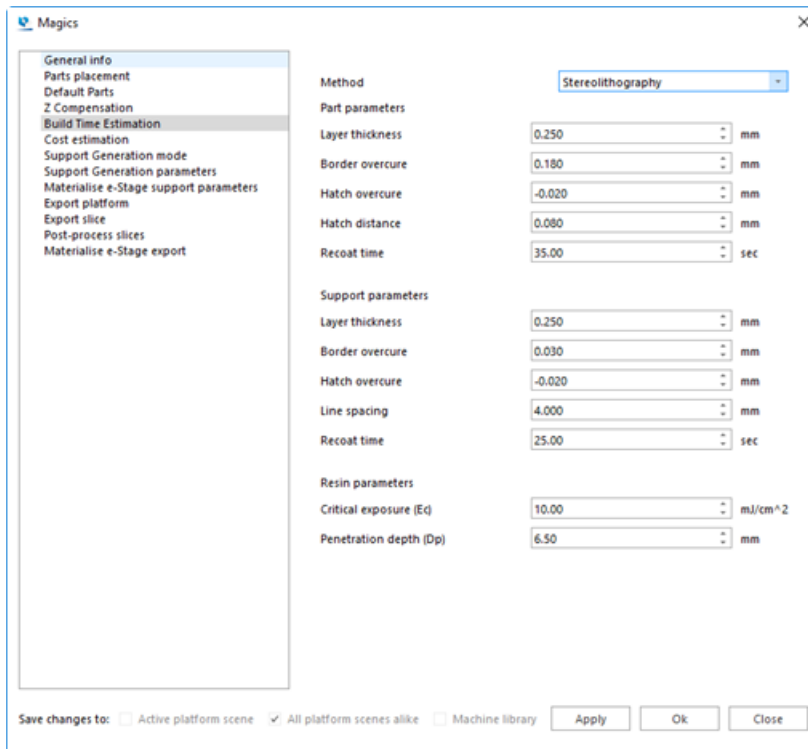 Magics
General info
Parts placement
Default Parts
Z Compensation
Build Time Estimation
Cost estimation
Support Generation mode
Support Generation parameters
Materialise e-Stage support parameters
Export platform
Export slice
Post-process slices
Materialise e-Stage export
Method Stereolithography
Part parameters
Layer thickness 0.250 mm
Border overcure 0.180 mm
Hatch overcure -0.020 mm
Hatch distance 0.080 mm
Recoat time 35.00 sec
Support parameters
Layer thickness 0.250 mm
Border overcure 0.030 mm
Hatch overcure -0.020 mm
Line spacing 4.000 mm
Recoat time 25.00 sec
Resin parameters
Critical exposure (Ec) 10.00 mJ/cm^2
Penetration depth (Dp) 6.50 mm
Save changes to: Active platform scene All platform scenes alike Machine library Apply Ok Close